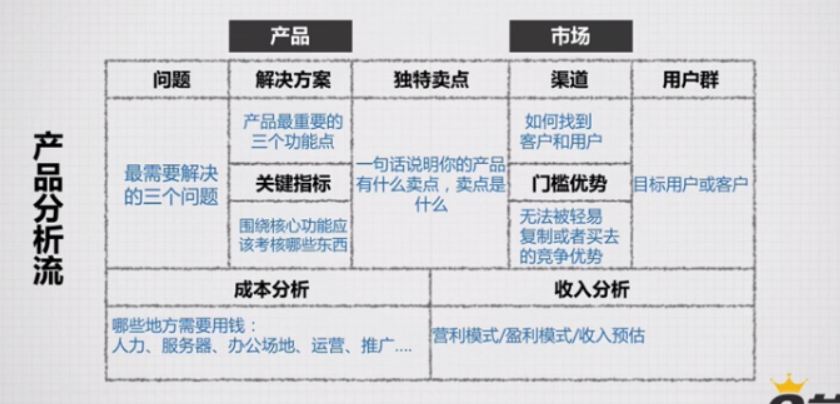 产品
市场
产品分析流
问题
解决方案
独特卖点
渠道
用户群
最需要解决
的三个问题
产品最重要的
三个功能点
关键指标
围绕核心功能应
该考核哪些东西
一句话说明你的产品
有什么卖点，卖点是
什么
如何找到
客户和用户
门槛优势
无法被轻易
复制或者买去
的竞争优势
目标用户或客户
成本分析
收入分析
哪些地方需要用钱：
人力、服务器、办公场地、运营、推广....
营利模式/盈利模式/收入预估